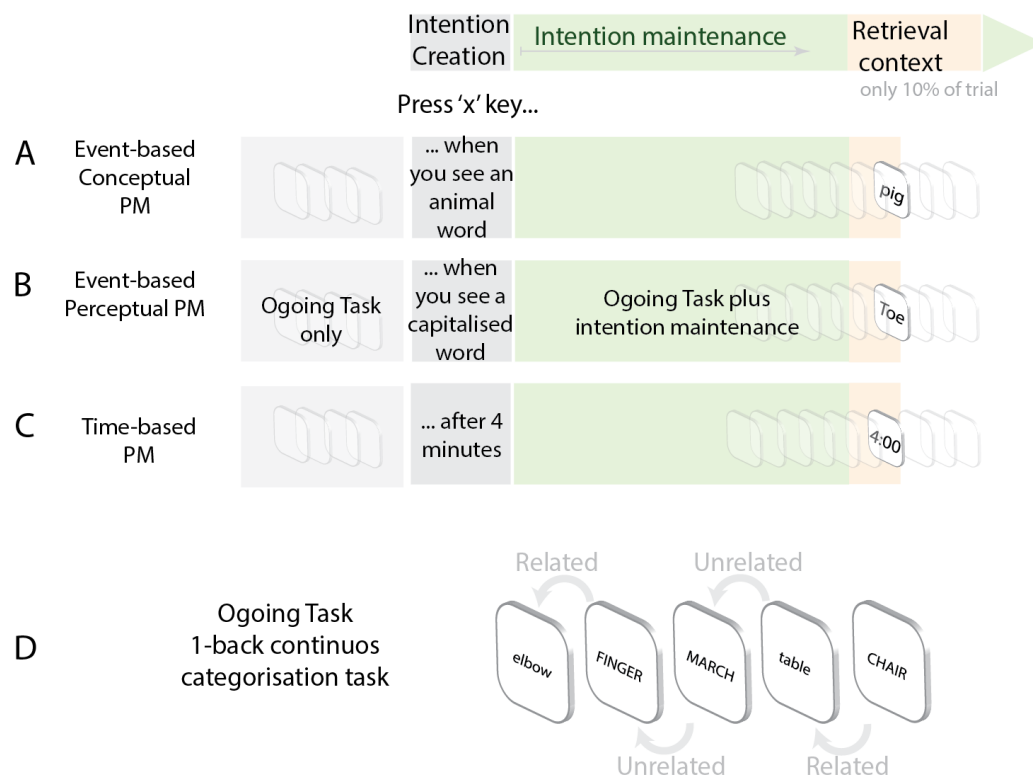 Intention
Creation
Intention maintenance
Retrieval
context
only 10% of trial
Press ‘x’ key...
A
Event-based
Conceptual
PM
... when
you see an
animal
word
pig
B
Event-based
Perceptual PM
Ogoing Task
only
... when
you see a
capitalised
word
Ogoing Task plus
intention maintenance
Toe
C
Time-based
PM
... after 4
minutes
4:00
D
Ogoing Task
1-back continuos
categorisation task
Related
Unrelated
elbow
FINGER
MARCH
table
CHAIR
Unrelated
Related